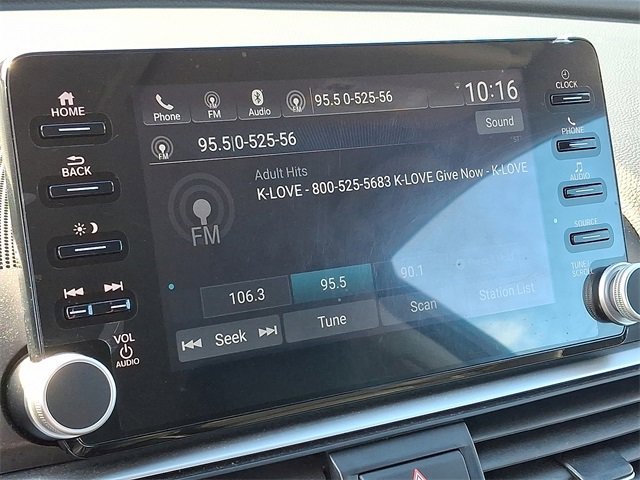 HOME
BACK
VOL
AUDIO
Phone
FM
Audio
95.5 0-525-56
10:16
95.5|0-525-56
Sound
Adult Hits
K-LOVE - 800-525-5683 K-LOVE Give Now - K-LOVE
FM
106.3
95.5
90.1
Seek
Tune
Scan
Station List
CLOCK
PHONE
AUDIO
SOURCE
TUNE/
SCROLL